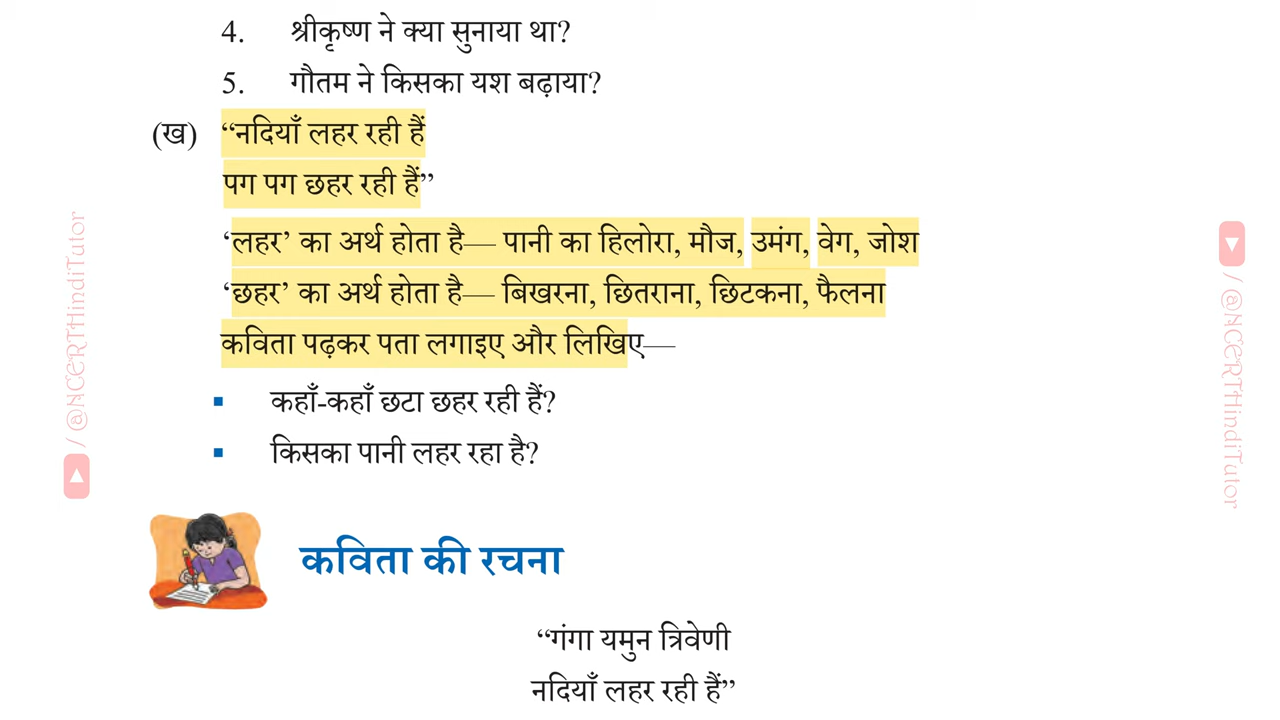 4. श्रीकृष्ण ने क्या सुनाया था?
5. गौतम ने किसका यश बढ़ाया?
(ख) “नदियाँ लहर रही हैं
पग पग छहर रही हैं”
‘लहर’ का अर्थ होता है— पानी का हिलोरा, मौज, उमंग, वेग, जोश
‘छहर’ का अर्थ होता है— बिखरना, छितराना, छिटकना, फैलना
कविता पढ़कर पता लगाइए और लिखिए—
▪ कहाँ-कहाँ छटा छहर रही हैं?
▪ किसका पानी लहर रहा है?
कविता की रचना
“गंगा यमुन त्रिवेणी
नदियाँ लहर रही हैं”
/ @NCERTHindiTutor
/ @NCERTHindiTutor